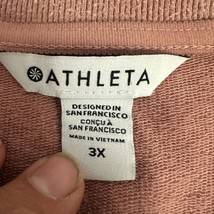 ATHLETA
DESIGNED IN
SAN FRANCISCO
CONÇU À
SAN FRANCISCO
MADE IN VIETNAM
3X